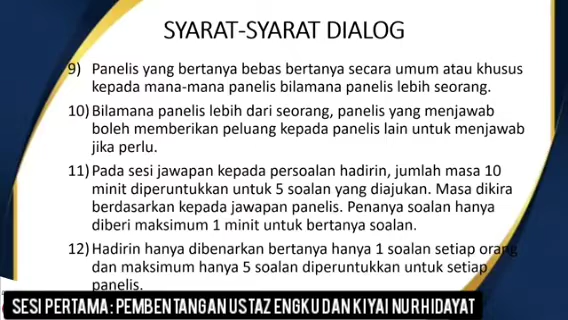 SYARAT-SYARAT DIALOG
9) Panelis yang bertanya bebas bertanya secara umum atau khusus
kepada mana-mana panelis bilamana panelis lebih seorang.
10) Bilamana panelis lebih dari seorang, panelis yang menjawab
boleh memberikan peluang kepada panelis lain untuk menjawab
jika perlu.
11) Pada sesi jawapan kepada persoalan hadirin, jumlah masa 10
minit diperuntukkan untuk 5 soalan yang diajukan. Masa dikira
berdasarkan kepada jawapan panelis. Penanya soalan hanya
diberi maksimum 1 minit untuk bertanya soalan.
12) Hadirin hanya dibenarkan bertanya hanya 1 soalan setiap orang
dan maksimum hanya 5 soalan diperuntukkan untuk setiap
panelis.
SESI PERTAMA: PEMBENTANGAN USTAZ ENGKU DAN KIYAI NURHIDAYAT